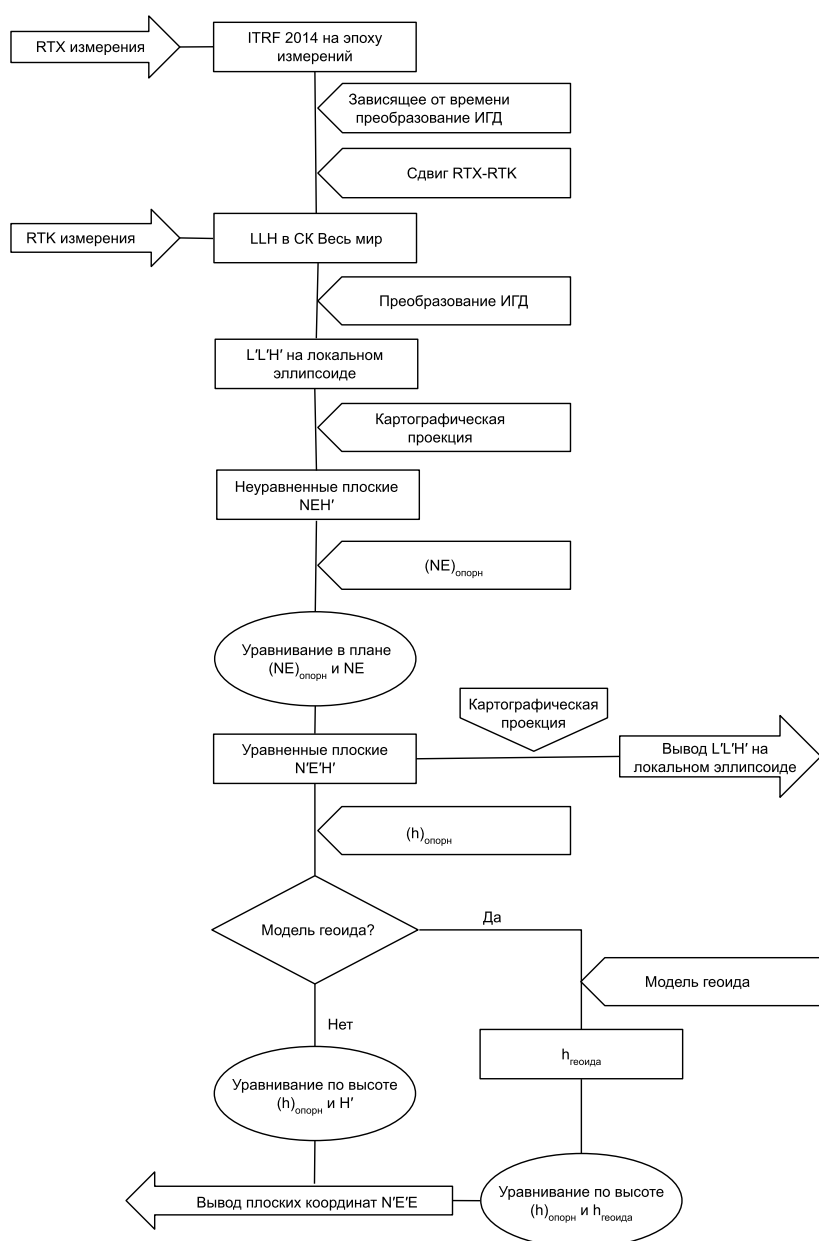 RTX измерения
ITRF 2014 на эпоху
измерений
Зависящее от времени
преобразование ИГД
Сдвиг RTX-RTK
RTK измерения
LLH в СК Весь мир
Преобразование ИГД
L′L′H′ на локальном
эллипсоиде
Картографическая
проекция
Неуравненные плоские
NEH′
(NE)опорн
Уравнивание в плане
(NE)опорн и NE
Картографическая
проекция
Уравненные плоские
N′E′H′
Вывод L′L′H′ на
локальном эллипсоиде
(h)опорн
Модель геоида?
Да
Модель геоида
Нет
hгеоида
Уравнивание по высоте
(h)опорн и H′
Вывод плоских координат N′E′E
Уравнивание по высоте
(h)опорн и hгеоида